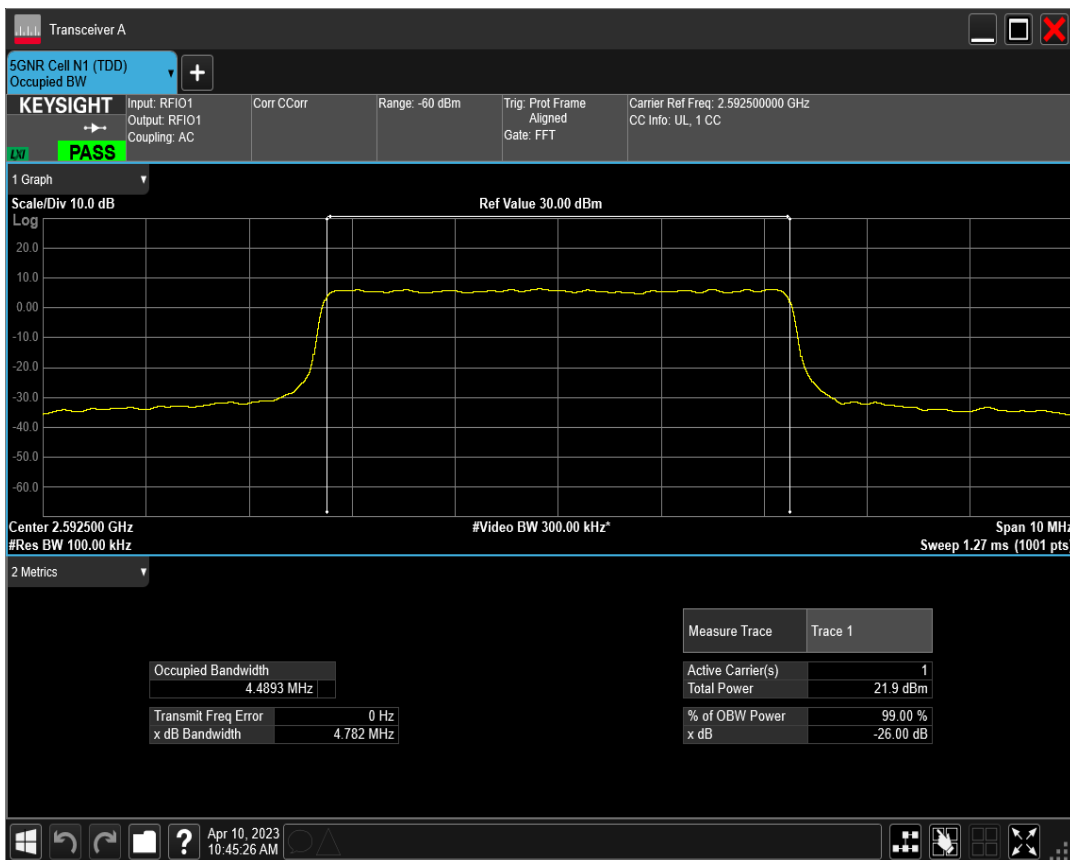 Transceiver A
5GNR Cell N1 (TDD)
Occupied BW
+
KEYSIGHT
LXI
PASS
Input: RFIO1
Output: RFIO1
Coupling: AC
Corr CCorr
Range: -60 dBm
Trig: Prot Frame
Aligned
Gate: FFT
Carrier Ref Freq: 2.592500000 GHz
CC Info: UL, 1 CC
1 Graph
Scale/Div 10.0 dB
Ref Value 30.00 dBm
Log
20.0
10.0
0.00
-10.0
-20.0
-30.0
-40.0
-50.0
-60.0
Center 2.592500 GHz
#Video BW 300.00 kHz*
Span 10 MHz
#Res BW 100.00 kHz
Sweep 1.27 ms (1001 pts)
2 Metrics
Measure Trace Trace 1
Occupied Bandwidth
4.4893 MHz
Active Carrier(s) 1
Total Power 21.9 dBm
Transmit Freq Error 0 Hz
x dB Bandwidth 4.782 MHz
% of OBW Power 99.00 %
x dB -26.00 dB
?
Apr 10, 2023
10:45:26 AM